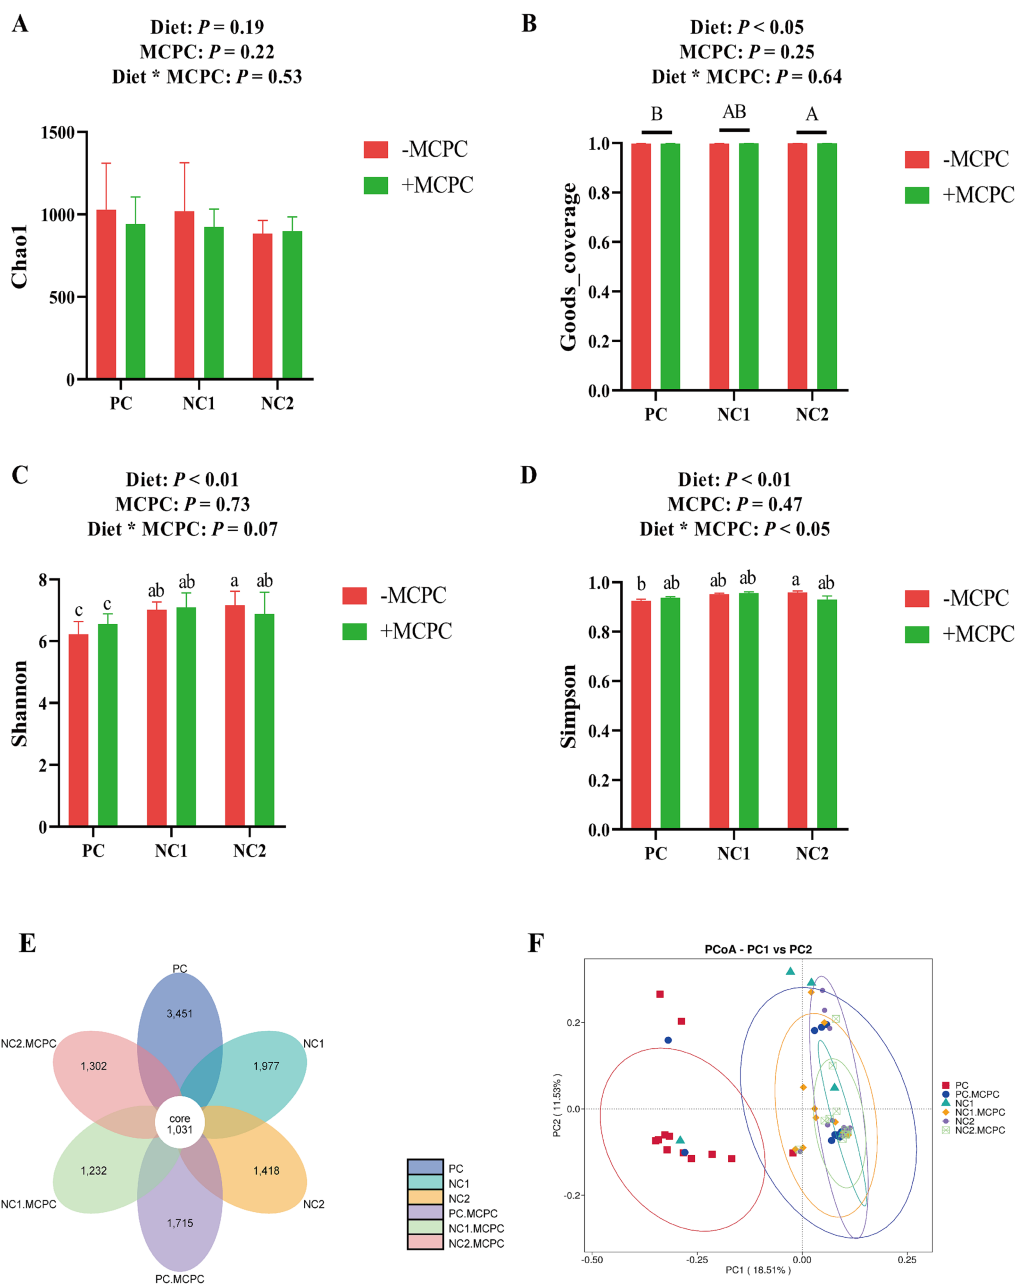 A
Diet: P = 0.19
MCPC: P = 0.22
Diet * MCPC: P = 0.53
1500
1000
500
0
Chao1
PC
NC1
NC2
-MCPC
+MCPC
B
Diet: P < 0.05
MCPC: P = 0.25
Diet * MCPC: P = 0.64
B
AB
A
1.0
0.8
0.6
0.4
0.2
0.0
Goods_coverage
PC
NC1
NC2
-MCPC
+MCPC
C
Diet: P < 0.01
MCPC: P = 0.73
Diet * MCPC: P = 0.07
c
c
ab
ab
a
ab
8
6
4
2
0
Shannon
PC
NC1
NC2
-MCPC
+MCPC
D
Diet: P < 0.01
MCPC: P = 0.47
Diet * MCPC: P < 0.05
b
ab
ab
ab
a
ab
1.0
0.8
0.6
0.4
0.2
0.0
Simpson
PC
NC1
NC2
-MCPC
+MCPC
E
PC
3,451
NC2.MCPC
1,302
NC1
1,977
core
1,031
1,232
NC1.MCPC
1,418
NC2
1,715
PC.MCPC
PC
NC1
NC2
PC.MCPC
NC1.MCPC
NC2.MCPC
F
PCoA - PC1 vs PC2
0.2
0.0
-0.2
PC2 ( 11.53% )
-0.50
-0.25
0.00
0.25
PC1 ( 18.51% )
PC
PC.MCPC
NC1
NC1.MCPC
NC2
NC2.MCPC